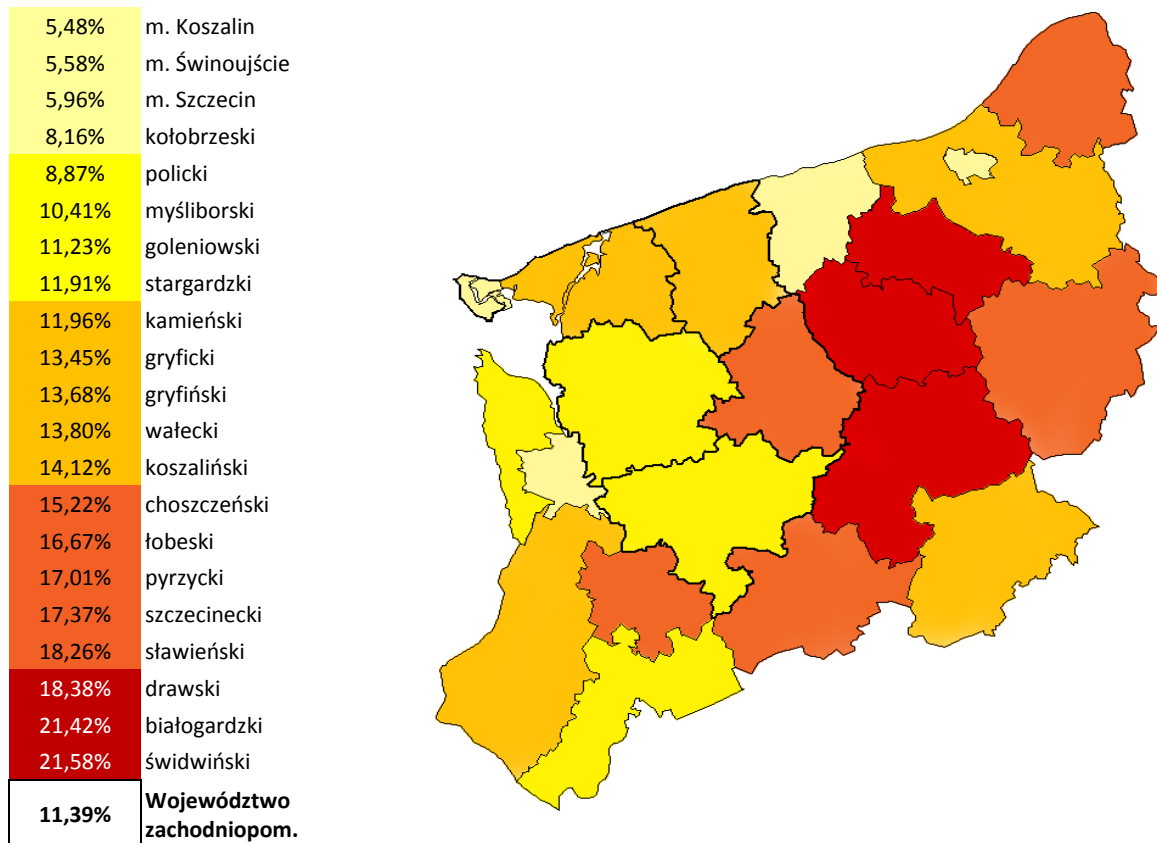 5,48% m. Koszalin
5,58% m. Świnoujście
5,96% m. Szczecin
8,16% kołobrzeski
8,87% policki
10,41% myśliborski
11,23% goleniowski
11,91% stargardzki
11,96% kamieński
13,45% gryficki
13,68% gryfiński
13,80% wałecki
14,12% koszaliński
15,22% choszczeński
16,67% łobeski
17,01% pyrzycki
17,37% szczecinecki
18,26% sławieński
18,38% drawski
21,42% białogardzki
21,58% świdwiński
11,39% Województwo
zachodniopom.